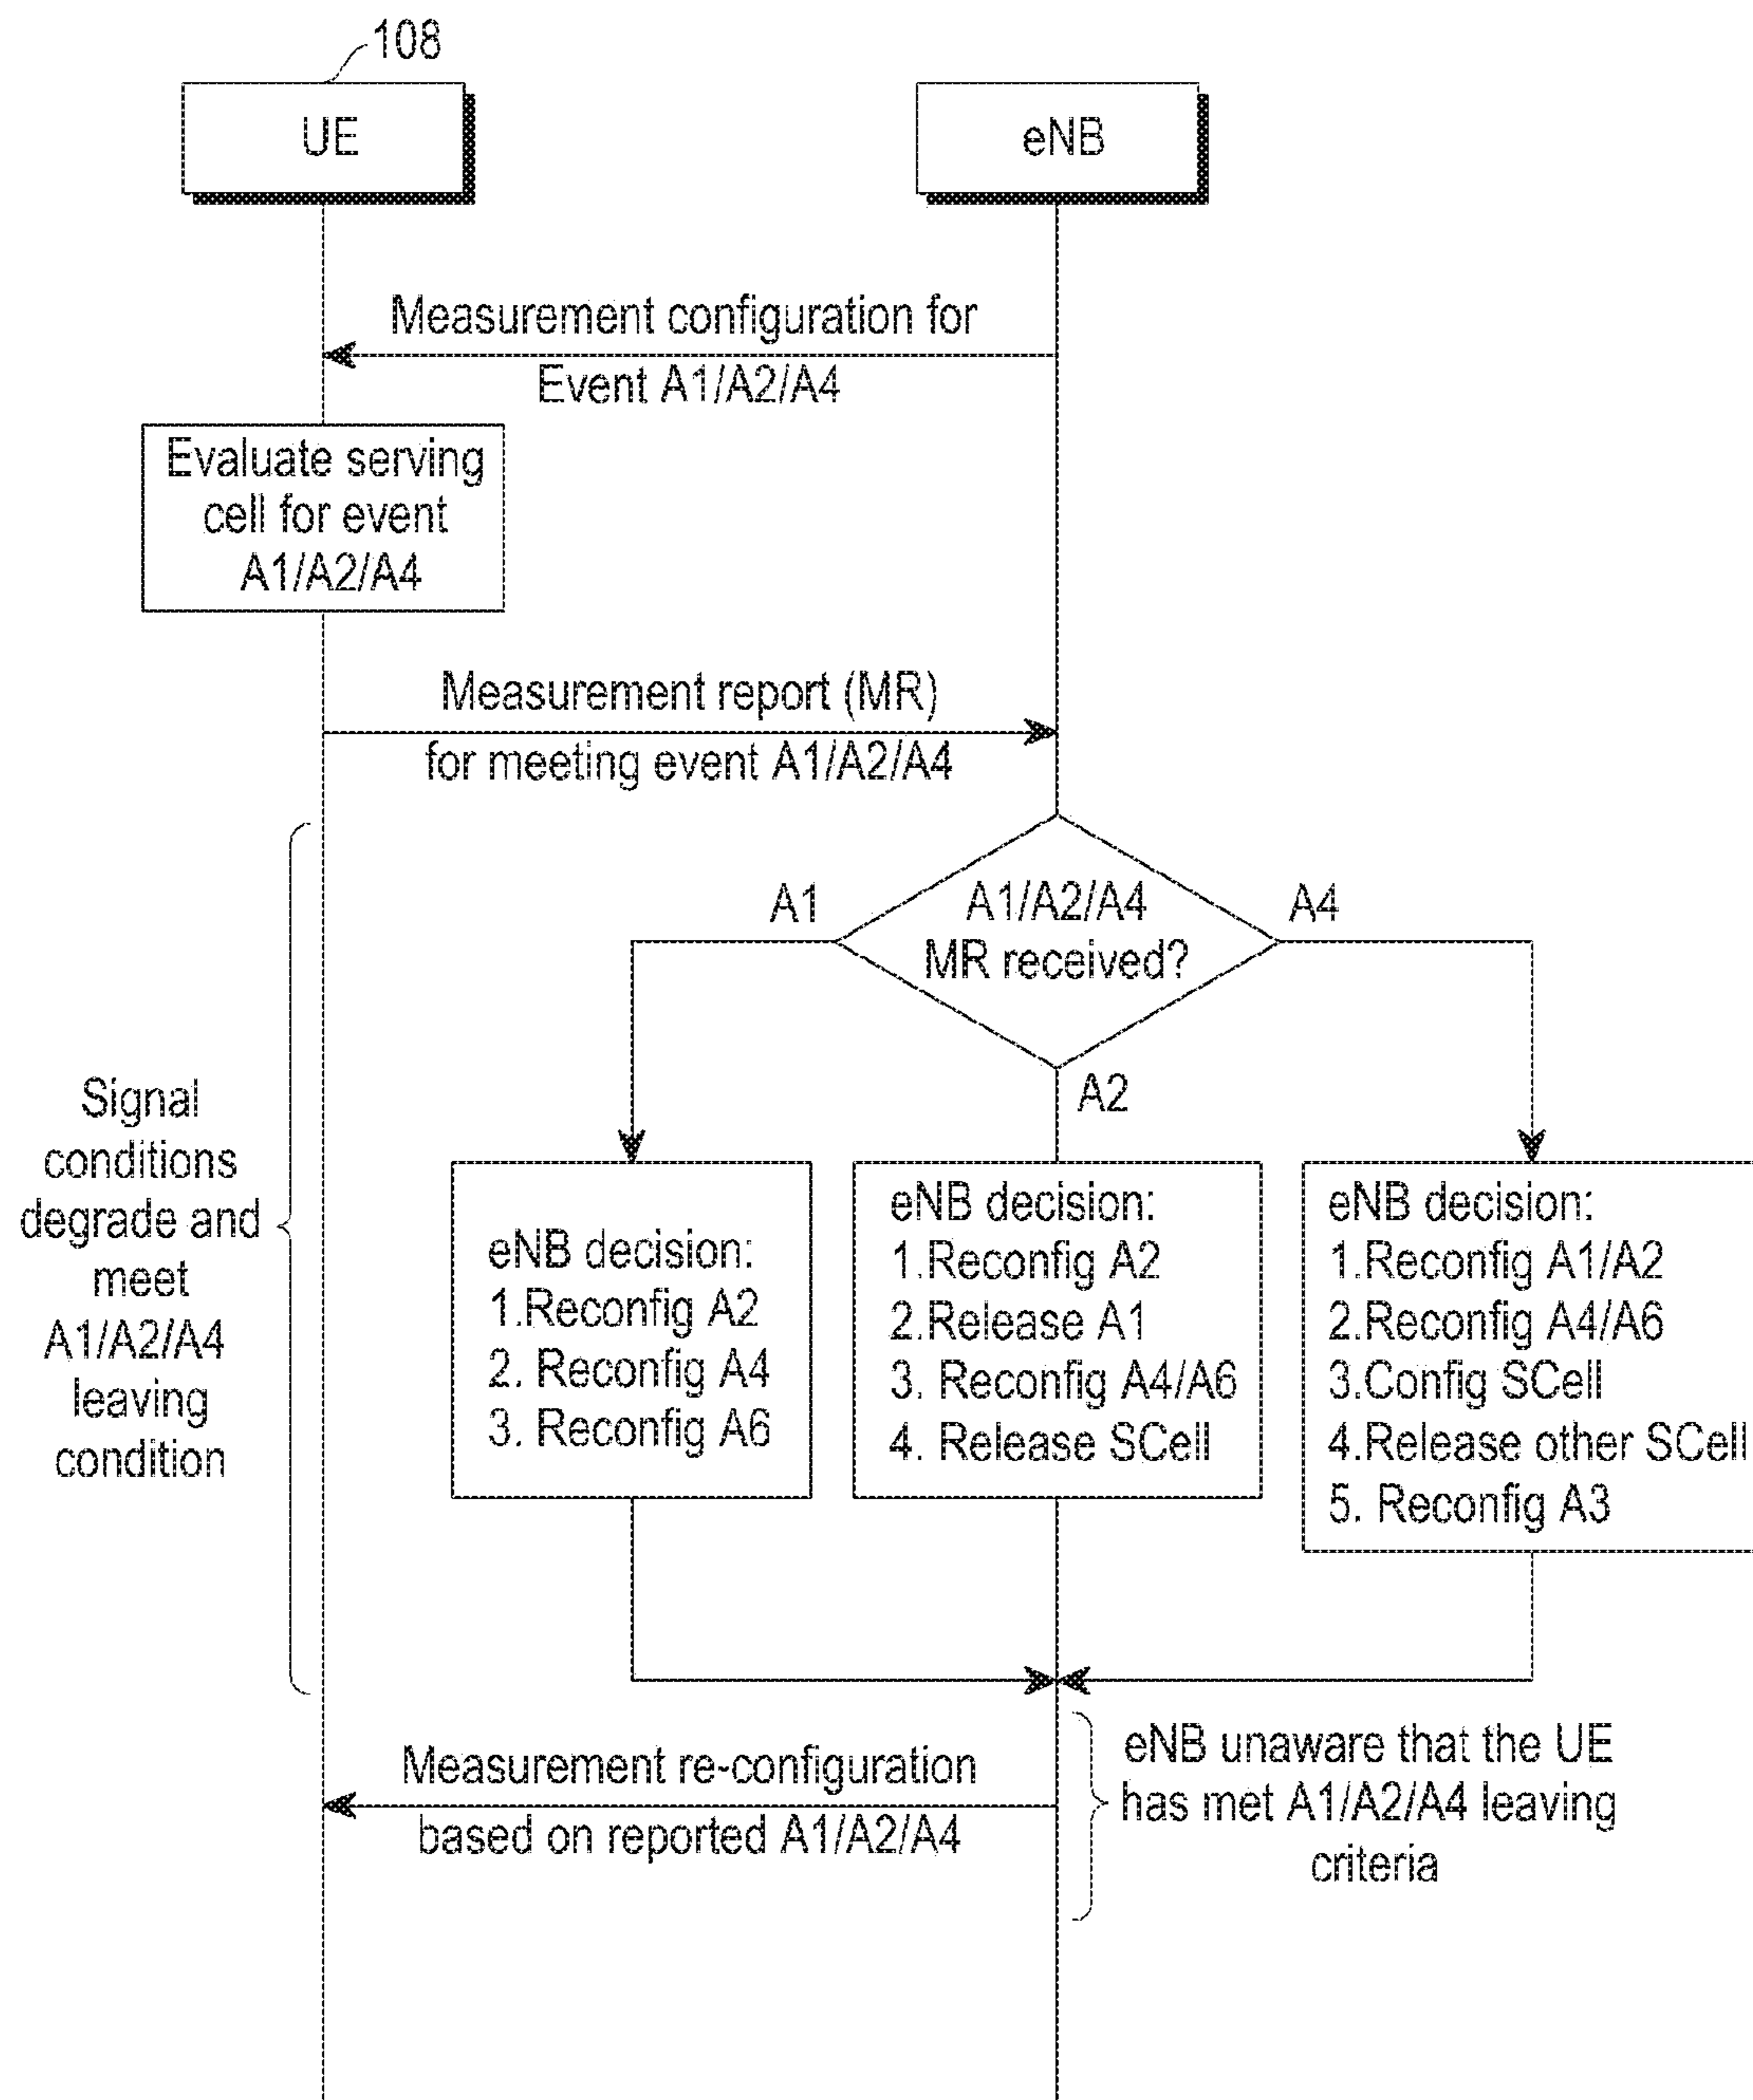 108
UE
eNB
Measurement configuration for
Event A1/A2/A4
Evaluate serving
cell for event
A1/A2/A4
Measurement report (MR)
for meeting event A1/A2/A4
A1
A1/A2/A4
MR received?
A4
A2
Signal
conditions
degrade and
meet
A1/A2/A4
leaving
condition
eNB decision:
1.Reconfig A2
2. Reconfig A4
3. Reconfig A6
eNB decision:
1.Reconfig A2
2.Release A1
3. Reconfig A4/A6
4. Release SCell
eNB decision:
1.Reconfig A1/A2
2.Reconfig A4/A6
3.Config SCell
4.Release other SCell
5. Reconfig A3
Measurement re-configuration
based on reported A1/A2/A4
eNB unaware that the UE
has met A1/A2/A4 leaving
criteria